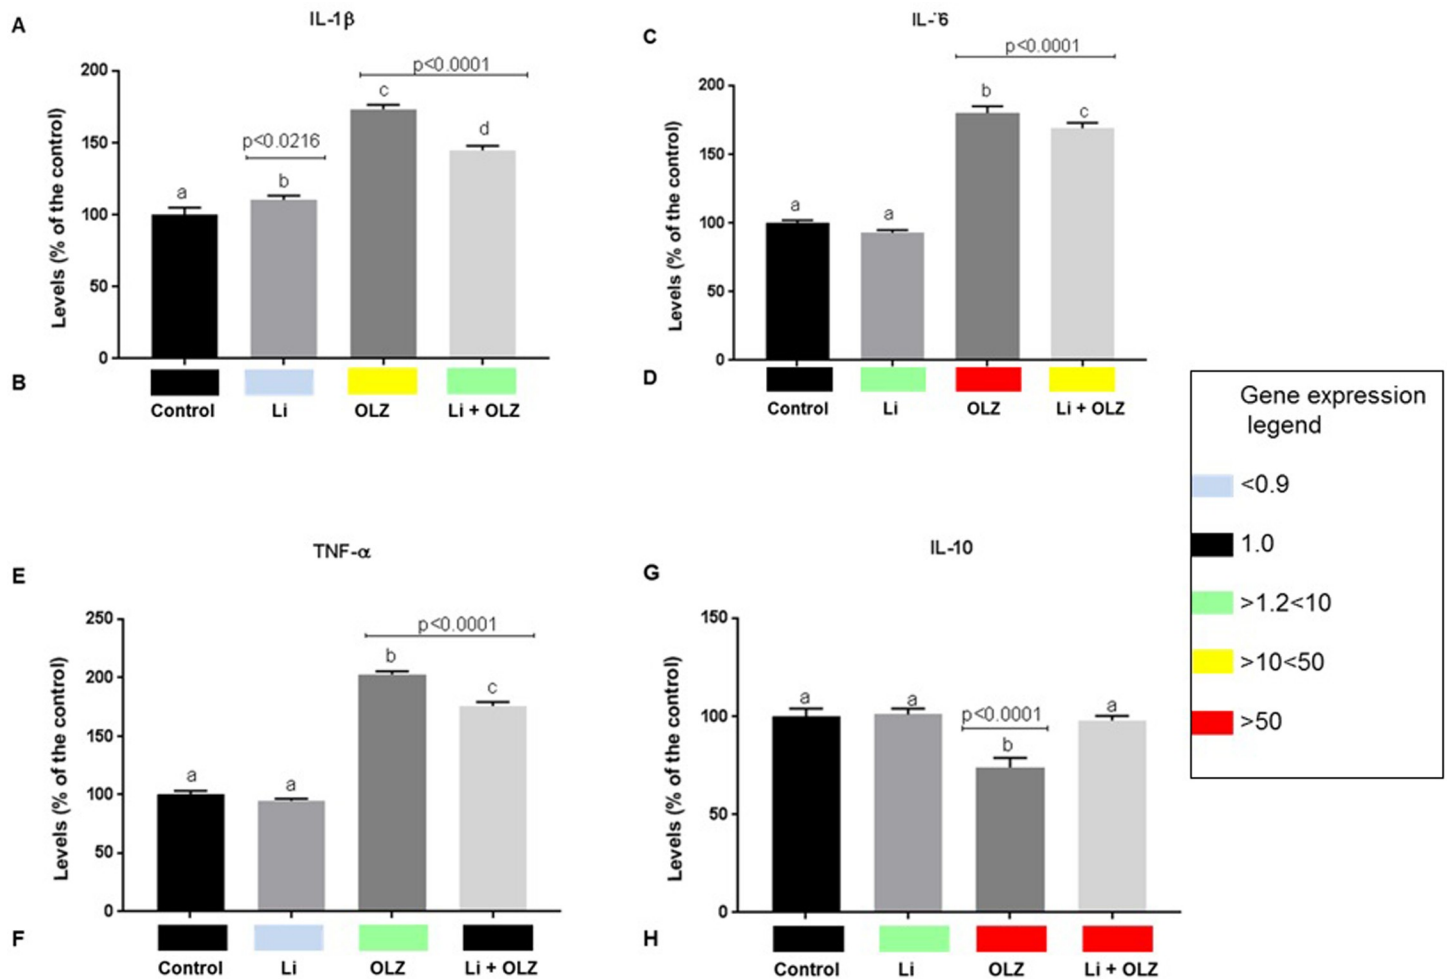 A
IL-1β
200
150
100
50
0
Levels (% of the control)
a
p<0.0216
b
p<0.0001
c
d
B
Control
Li
OLZ
Li + OLZ
C
IL-¨6
200
150
100
50
0
Levels (% of the control)
a
a
p<0.0001
b
c
D
Control
Li
OLZ
Li + OLZ
Gene expression
legend
<0.9
1.0
>1.2<10
>10<50
>50
E
TNF-α
250
200
150
100
50
0
Levels (% of the control)
a
a
p<0.0001
b
c
F
Control
Li
OLZ
Li + OLZ
G
IL-10
150
100
50
0
Levels (% of the control)
a
a
p<0.0001
b
a
H
Control
Li
OLZ
Li + OLZ